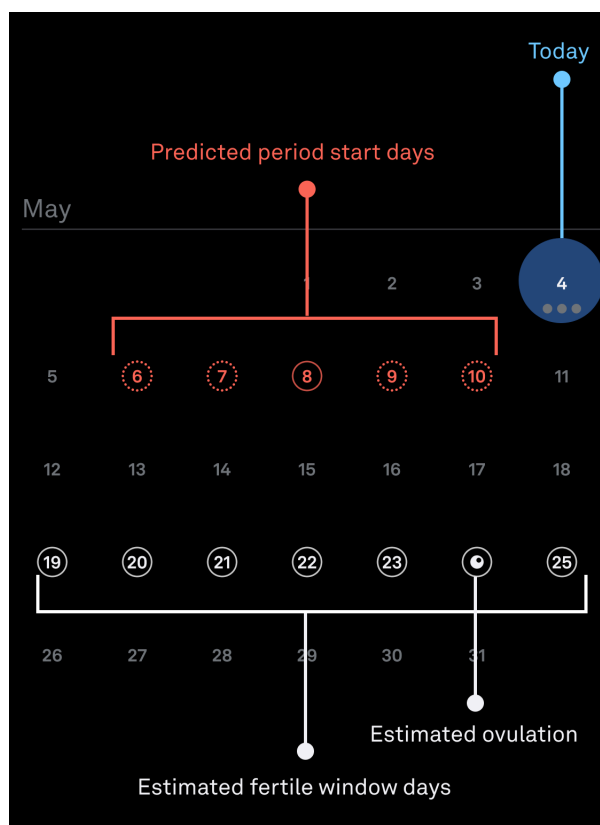 Today
Predicted period start days
May
1 2 3 4
5 6 7 8 9 10 11
12 13 14 15 16 17 18
19 20 21 22 23 25
26 27 28 29 30 31
Estimated ovulation
Estimated fertile window days